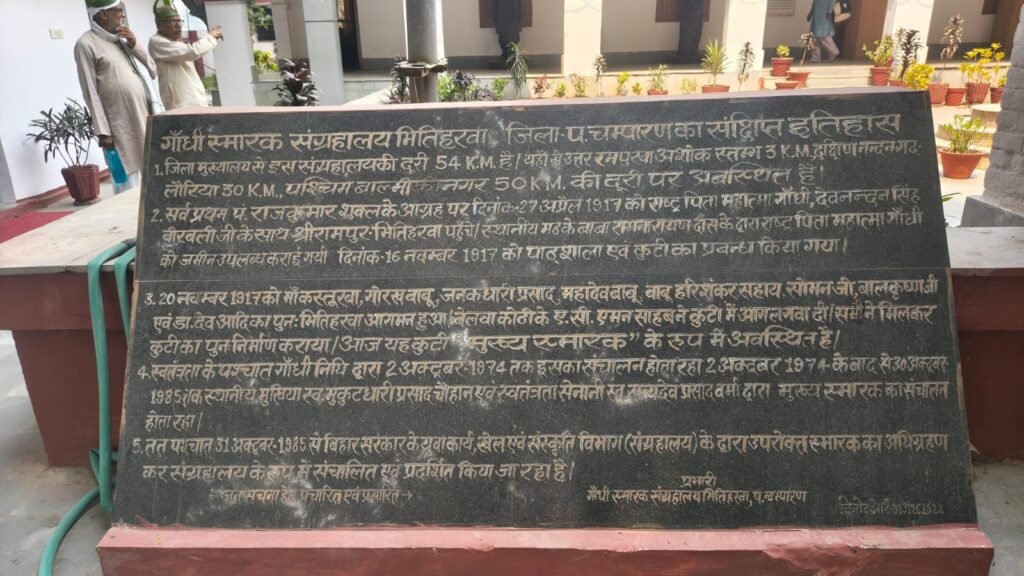 गाँधी स्मारक संग्रहालय भितिहरवा, जिला प. चम्पारण का संक्षिप्त इतिहास
1. जिला मुख्यालय से इस संग्रहालय की दूरी 54 K.M. है। यहाँ से उत्तर रमपुरवा अशोक स्तम्भ 3 K.M. दक्षिण नन्दनगढ़-
लौरिया 30 K.M. पश्चिम बाल्मीकीनगर 50 KM. की दूरी पर अवस्थित है।
2. सर्व प्रथम पं. राजकुमार शुक्ल के आग्रह पर दिनांक-27 अप्रैल 1917 को राष्ट्र पिता महात्मा गाँधी, देवनन्दन सिंह
बीरबली जी के साथ श्रीरामपुर भितिहरवा पहुँचे। स्थानीय मठ के बाबा रामनारायण दास के द्वारा राष्ट्र पिता महात्मा गाँधी
को जमीन उपलब्ध कराई गयी दिनांक-16 नवम्बर 1917 को पाठशाला एवं कुटी का प्रबन्ध किया गया।
3. 20 नवम्बर 1917 को माँ कस्तूरबा, गोरख बाबू, जनकधारी प्रसाद, महादेव बाबू, बाबू हरिशंकर सहाय, सोमन जी, बालकृष्ण जी
एवं डा. देव आदि का पुनः भितिहरवा आगमन हुआ। बेलवा कोठी के ए.सी. एमन साहब ने कुटी में आग लगवा दी। सभी ने मिलकर
कुटी का पुनर्निर्माण कराया। आज यह कुटी "मुख्य स्मारक" के रूप में अवस्थित है।
4. स्वतंत्रता के पश्चात गाँधी निधि द्वारा 2 अक्टूबर-1974 तक इसका संचालन होता रहा 2 अक्टूबर 1974 के बाद से 30 अक्टूबर
1985 तक स्थानीय मुखिया स्व. मुकुटधारी प्रसाद चौहान एवं स्वतंत्रता सेनानी स्व. महादेव प्रसाद वर्मा द्वारा मुख्य स्मारक का संचालन
होता रहा।
5. तत पश्चात 31 अक्टूबर-1985 से बिहार सरकार के युवा कार्य, खेल एवं संस्कृति विभाग (संग्रहालय) के द्वारा उपरोक्त स्मारक का अधिग्रहण
कर संग्रहालय के रूप में संचालित एवं प्रदर्शित किया जा रहा है।
प्रभारी
जन सूचना हेतु प्रचारित एवं प्रसारित
गाँधी स्मारक संग्रहालय भितिहरवा, प. चम्पारण